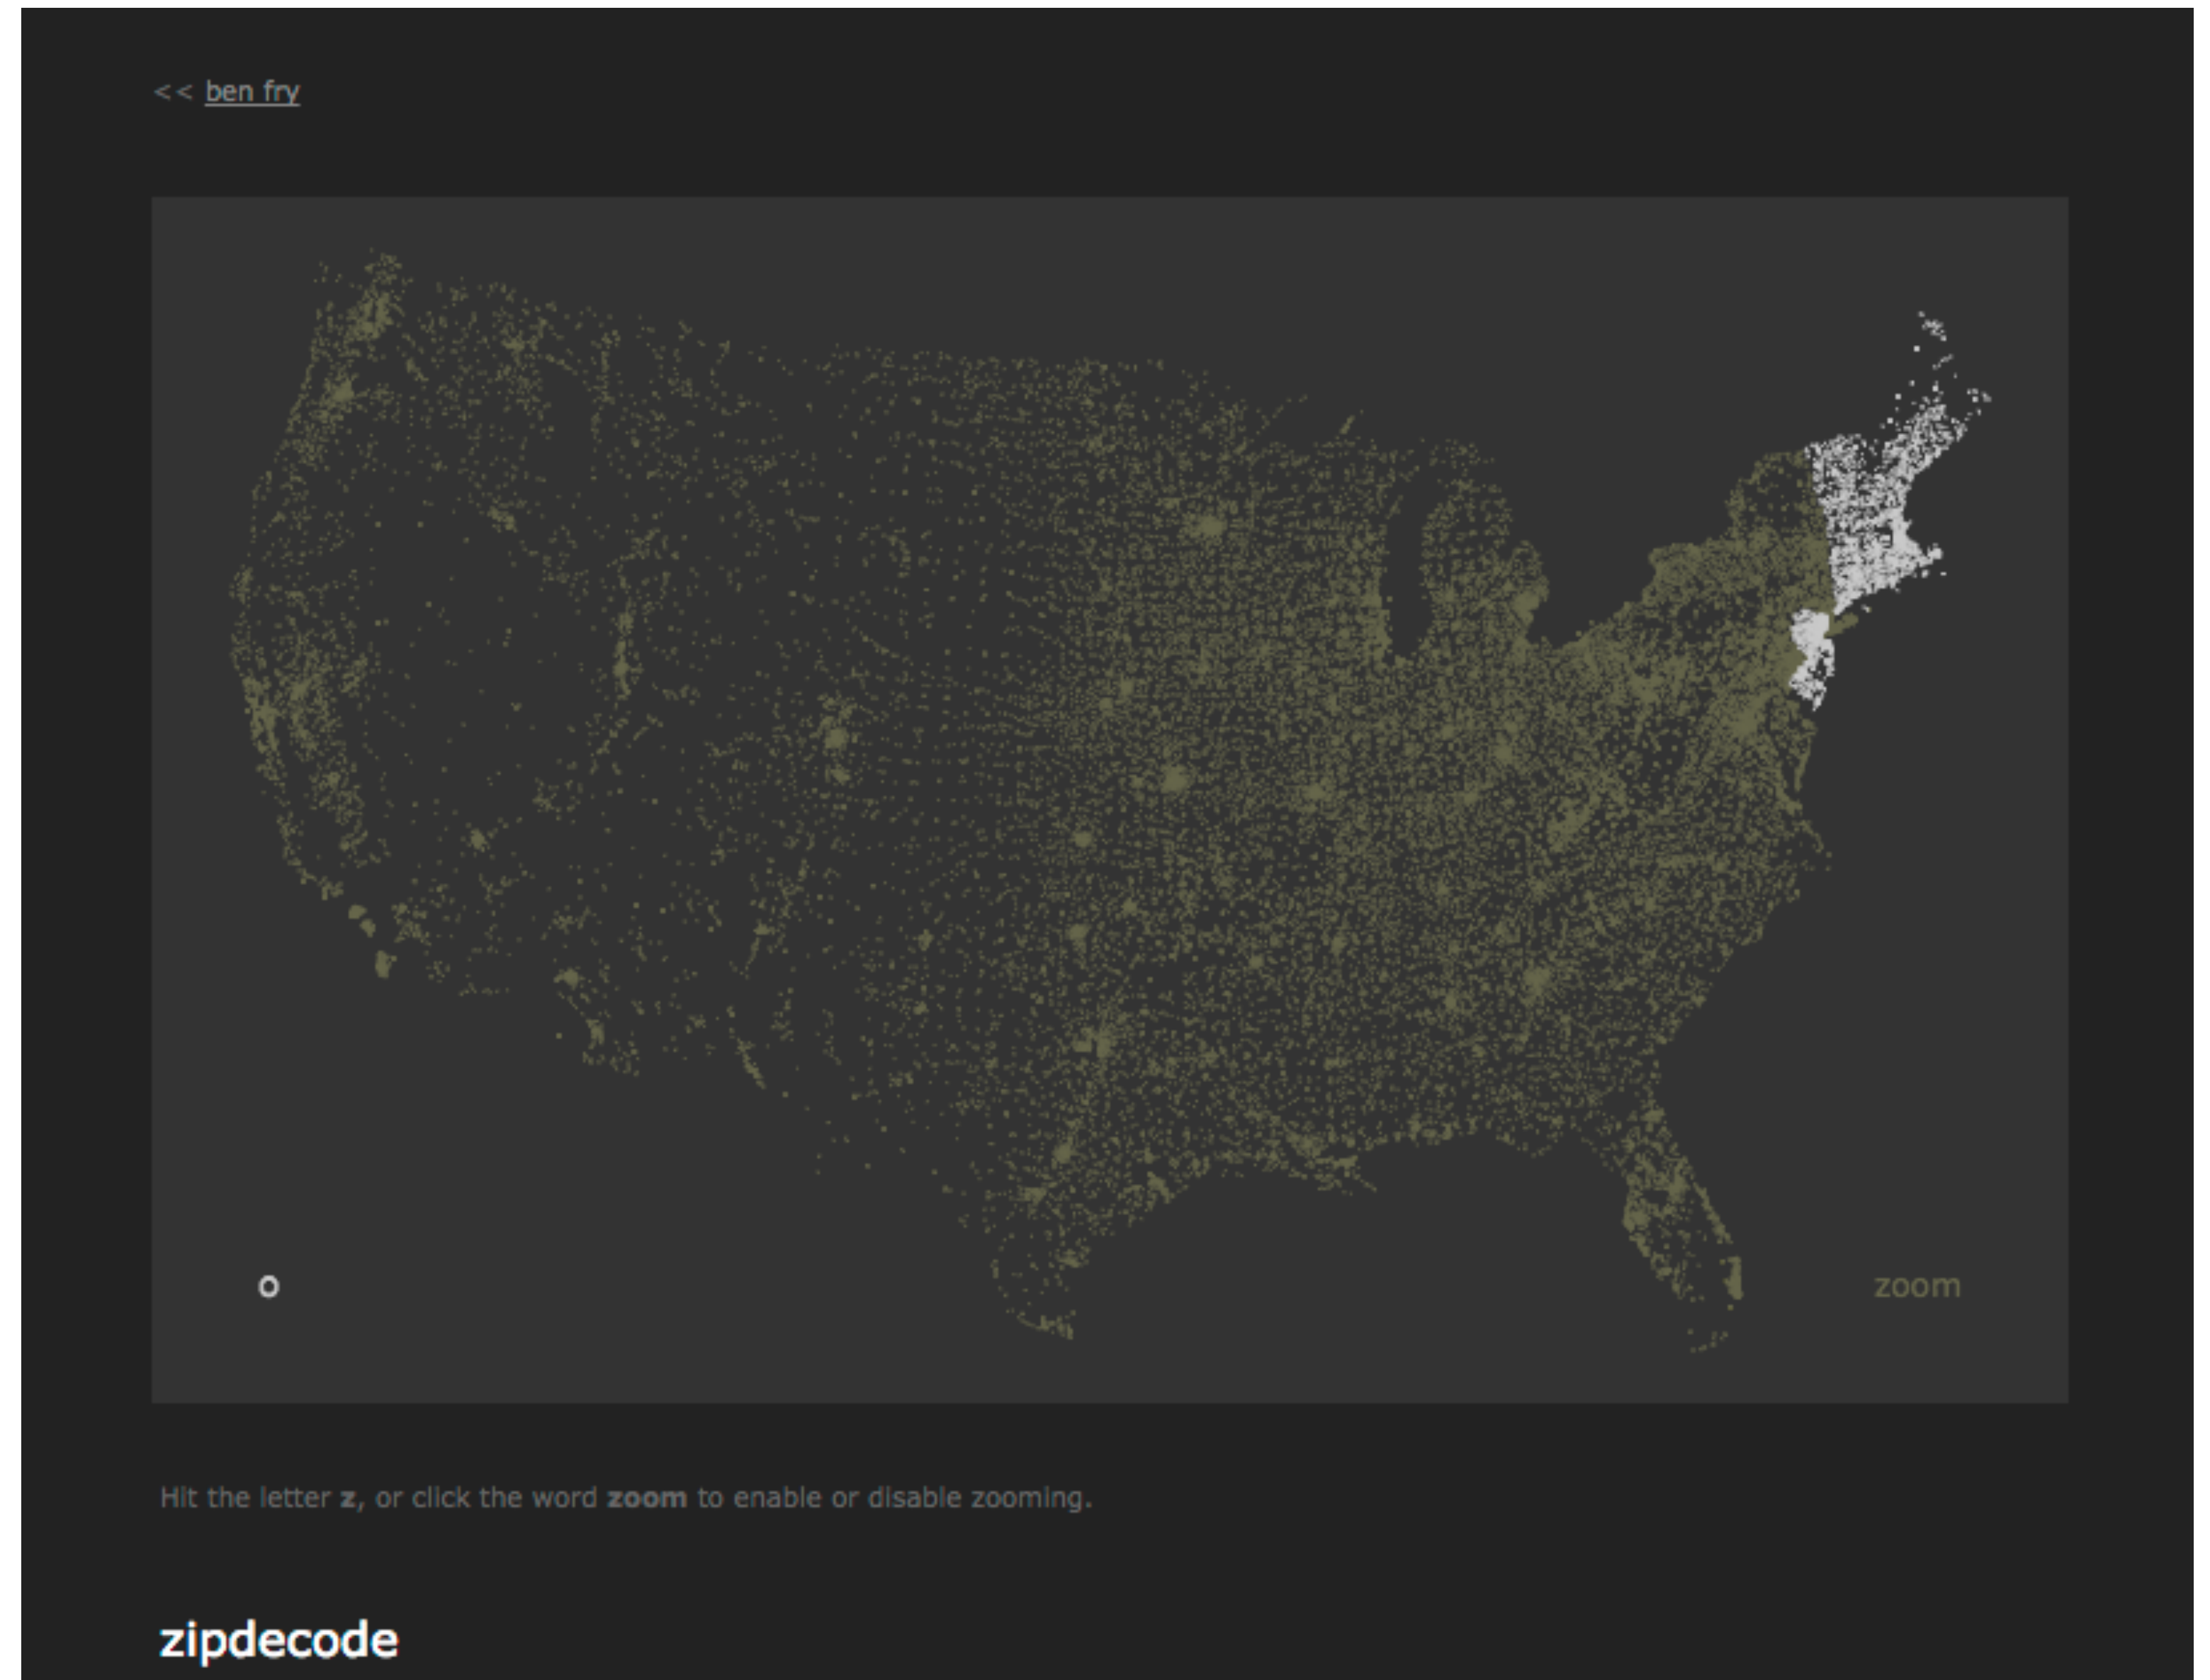 << ben fry
0
zoom
Hit the letter z, or click the word zoom to enable or disable zooming.
zipdecode